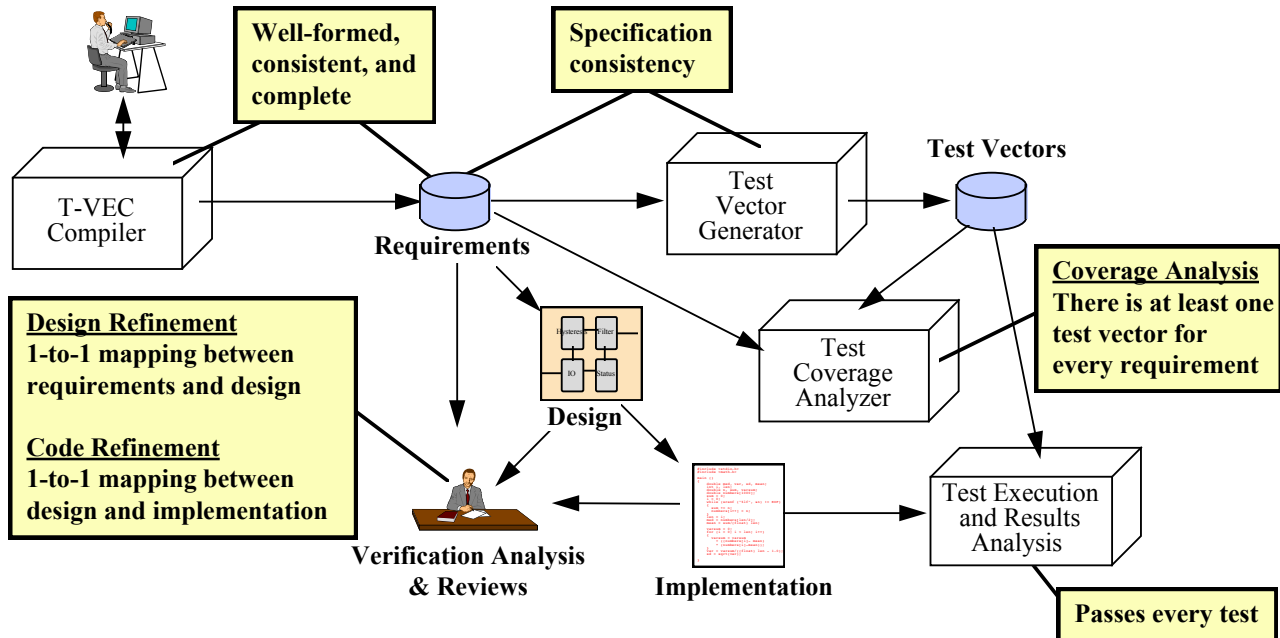 Well-formed,
consistent, and
complete
Specification
consistency
T-VEC
Compiler
Requirements
Test
Vector
Generator
Test Vectors
Design Refinement
1-to-1 mapping between
requirements and design
Code Refinement
1-to-1 mapping between
design and implementation
Hysteresis
Filter
IO
Status
Design
Test
Coverage
Analyzer
Coverage Analysis
There is at least one
test vector for
every requirement
Verification Analysis
& Reviews
Implementation
Test Execution
and Results
Analysis
Passes every test